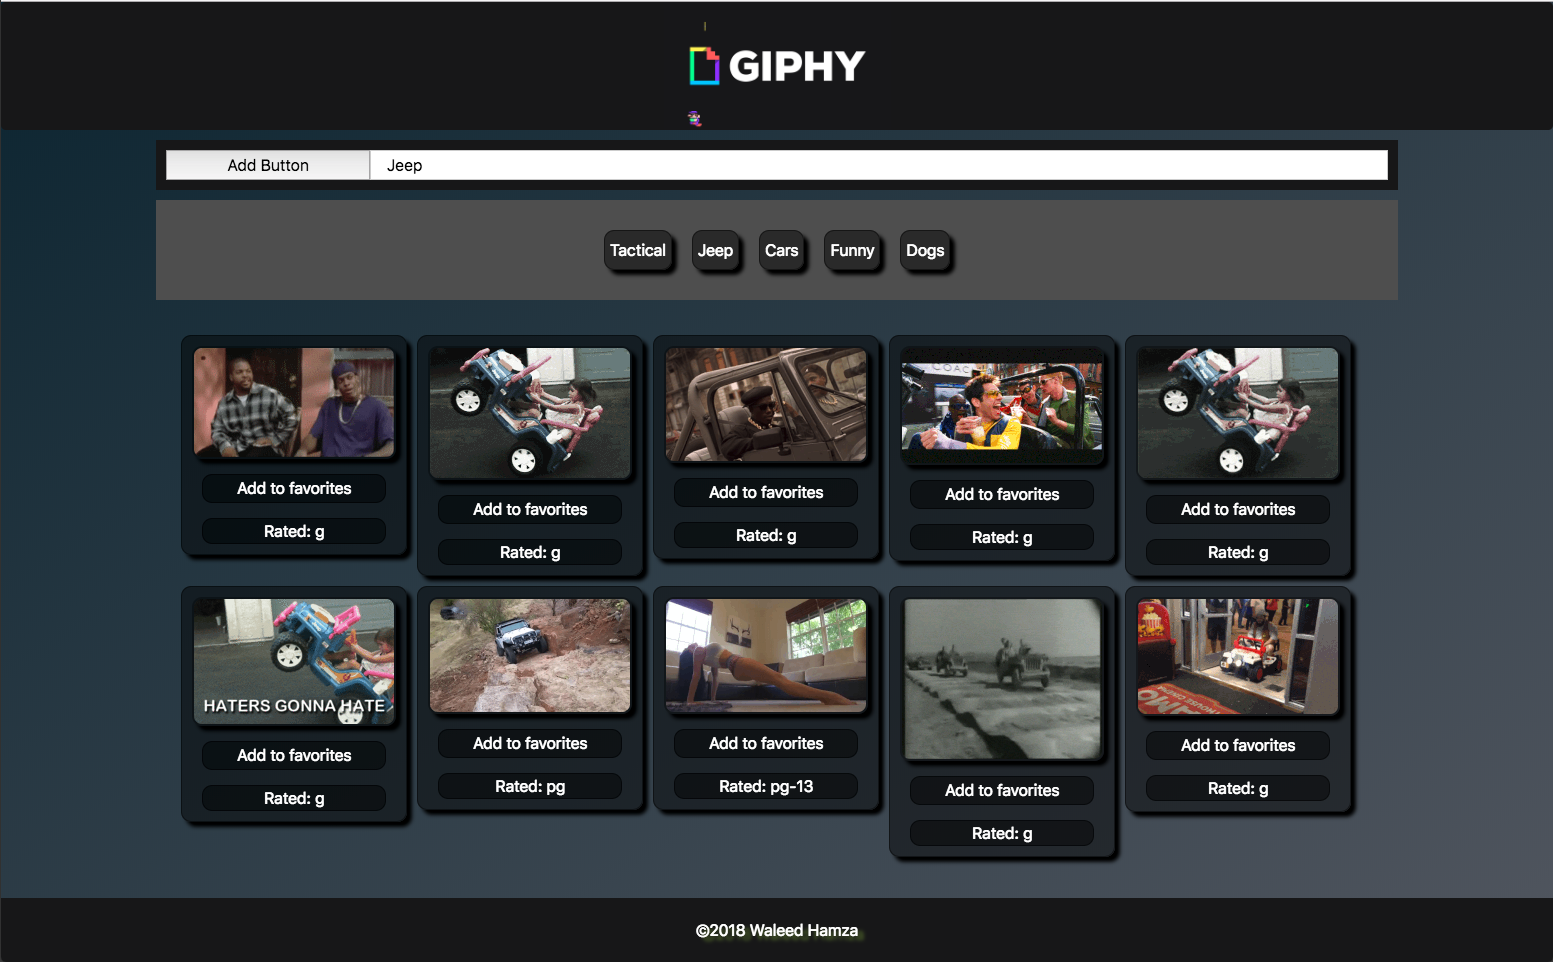 GIPHY
Add Button Jeep
Tactical Jeep Cars Funny Dogs
COAC
Add to favorites
Rated: g
Add to favorites
Rated: g
Add to favorites
Rated: g
Add to favorites
Rated: g
Add to favorites
Rated: g
HATERS GONNA HATE
Add to favorites
Rated: g
Add to favorites
Rated: pg
Add to favorites
Rated: pg-13
Add to favorites
Rated: g
Add to favorites
Rated: g
©2018 Waleed Hamza